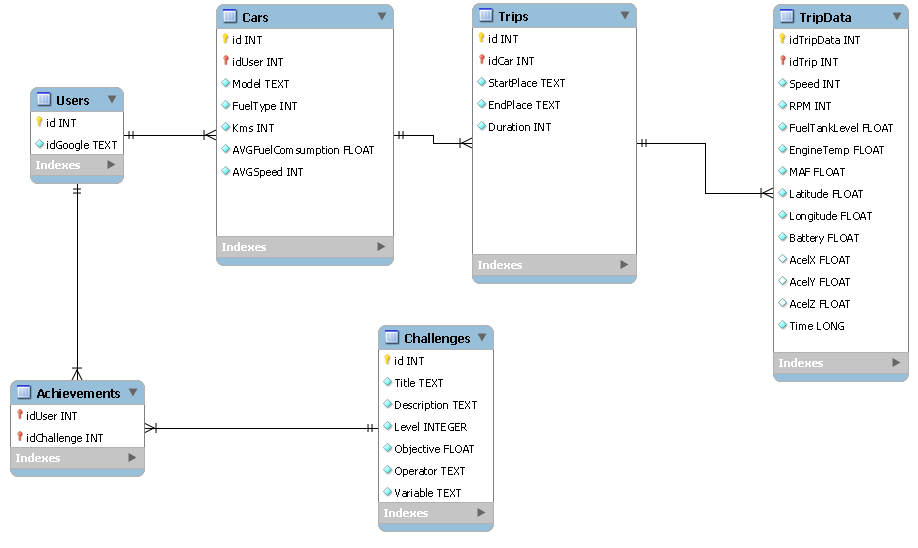 Users
id INT
idGoogle TEXT
Indexes
Cars
id INT
idUser INT
Model TEXT
FuelType INT
Kms INT
AVGFuelComsumption FLOAT
AVGSpeed INT
Indexes
Trips
id INT
idCar INT
StartPlace TEXT
EndPlace TEXT
Duration INT
Indexes
TripData
idTripData INT
idTrip INT
Speed INT
RPM INT
FuelTankLevel FLOAT
EngineTemp FLOAT
MAF FLOAT
Latitude FLOAT
Longitude FLOAT
Battery FLOAT
AcelX FLOAT
AcelY FLOAT
AcelZ FLOAT
Time LONG
Indexes
Achievements
idUser INT
idChallenge INT
Indexes
Challenges
id INT
Title TEXT
Description TEXT
Level INTEGER
Objective FLOAT
Operator TEXT
Variable TEXT
Indexes